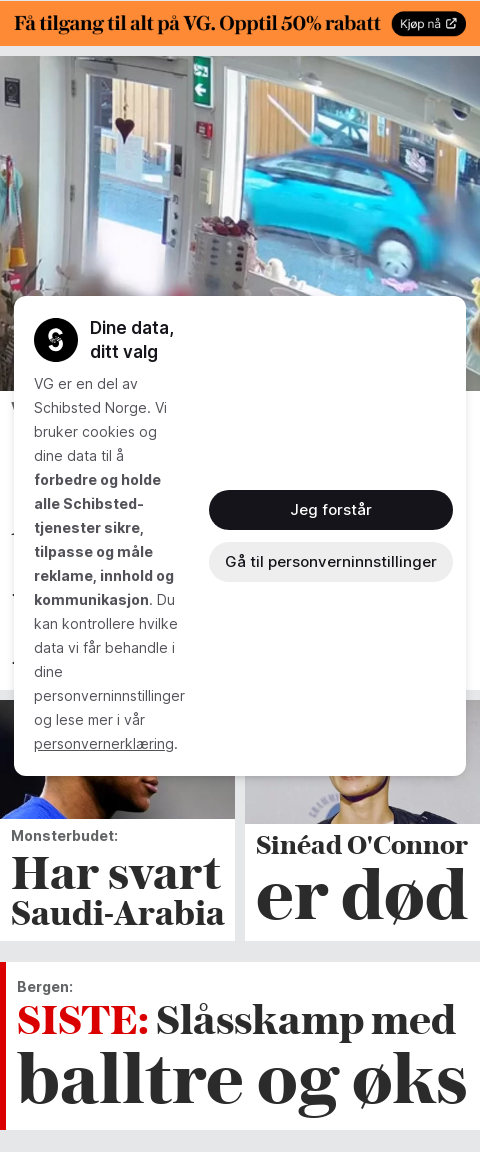 Få tilgang til alt på VG. Opptil 50% rabatt
Kjøp nå
Dine data,
ditt valg
VG er en del av
Schibsted Norge. Vi
bruker cookies og
dine data til å
forbedre og holde
alle Schibsted-
tjenester sikre,
tilpasse og måle
reklame, innhold og
kommunikasjon. Du
kan kontrollere hvilke
data vi får behandle i
dine
personverninnstillinger
og lese mer i vår
personvernerklæring.
Jeg forstår
Gå til personverninnstillinger
Monsterbudet:
Har svart
Saudi-Arabia
Sinéad O'Connor
er død
Bergen:
SISTE: Slåsskamp med
balltre og øks